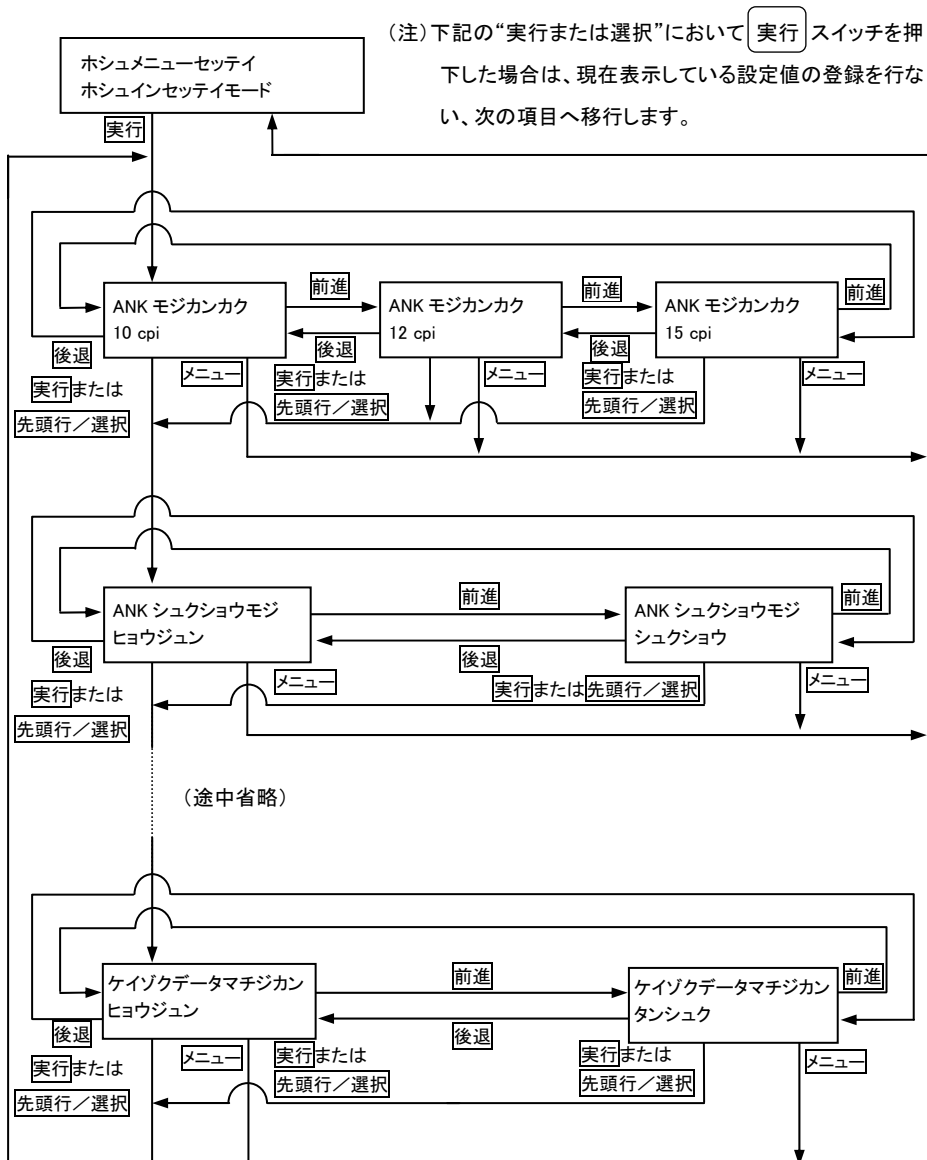 (注)下記の“実行または選択”において 実行 スイッチを押
下した場合は、現在表示している設定値の登録を行な
い、次の項目へ移行します。
ホシュメニューセッテイ
ホシュインセッテイモード
実行
ANK モジカンカク
10 cpi
前進
ANK モジカンカク
12 cpi
前進
ANK モジカンカク
15 cpi
前進
後退
実行または
先頭行/選択
メニュー
後退
実行または
先頭行/選択
メニュー
後退
実行または
先頭行/選択
メニュー
ANK シュクショウモジ
ヒョウジュン
前進
ANK シュクショウモジ
シュクショウ
前進
後退
実行または
先頭行/選択
メニュー
後退
実行または先頭行/選択
メニュー
(途中省略)
ケイゾクデータマチジカン
ヒョウジュン
前進
ケイゾクデータマチジカン
タンシュク
前進
後退
実行または
先頭行/選択
メニュー
実行または
先頭行/選択
後退
実行または
先頭行/選択
メニュー